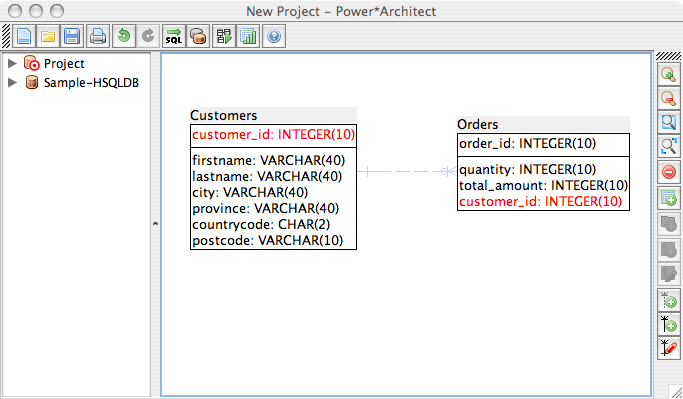 New Project – Power*Architect
SQL
Project
Sample-HSQLDB
Customers
customer_id: INTEGER(10)
firstname: VARCHAR(40)
lastname: VARCHAR(40)
city: VARCHAR(40)
province: VARCHAR(40)
countrycode: CHAR(2)
postcode: VARCHAR(10)
Orders
order_id: INTEGER(10)
quantity: INTEGER(10)
total_amount: INTEGER(10)
customer_id: INTEGER(10)